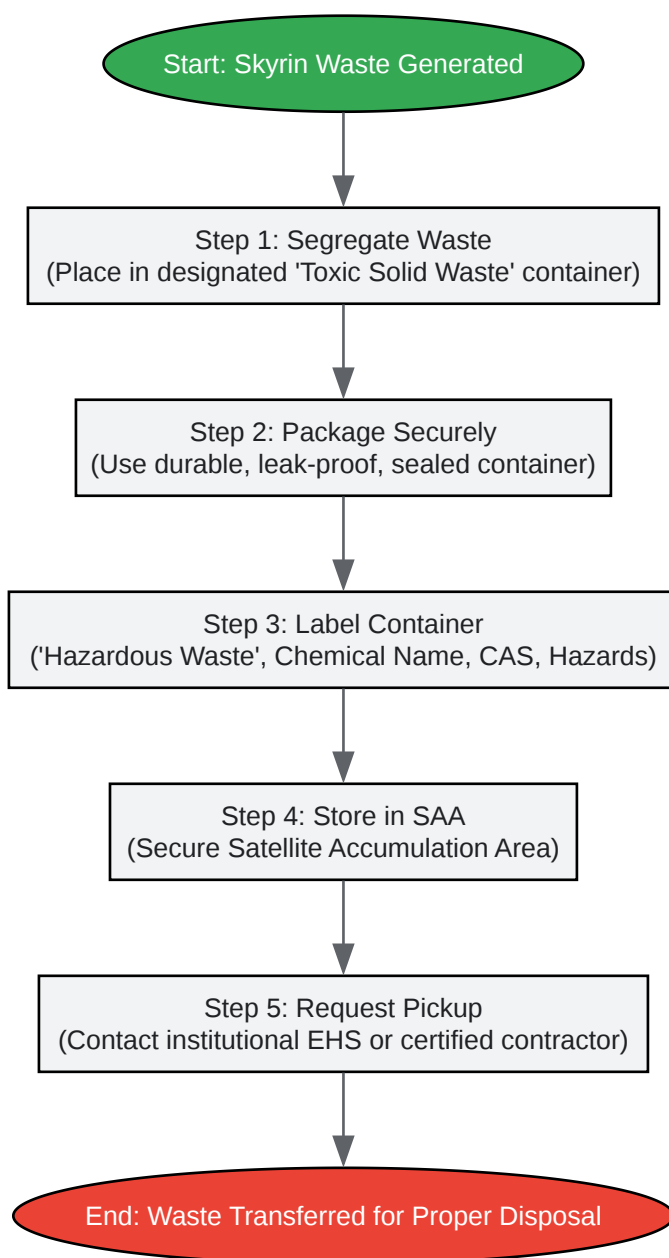 Start: Skyrin Waste Generated
Step 1: Segregate Waste
(Place in designated 'Toxic Solid Waste' container)
Step 2: Package Securely
(Use durable, leak-proof, sealed container)
Step 3: Label Container
('Hazardous Waste', Chemical Name, CAS, Hazards)
Step 4: Store in SAA
(Secure Satellite Accumulation Area)
Step 5: Request Pickup
(Contact institutional EHS or certified contractor)
End: Waste Transferred for Proper Disposal